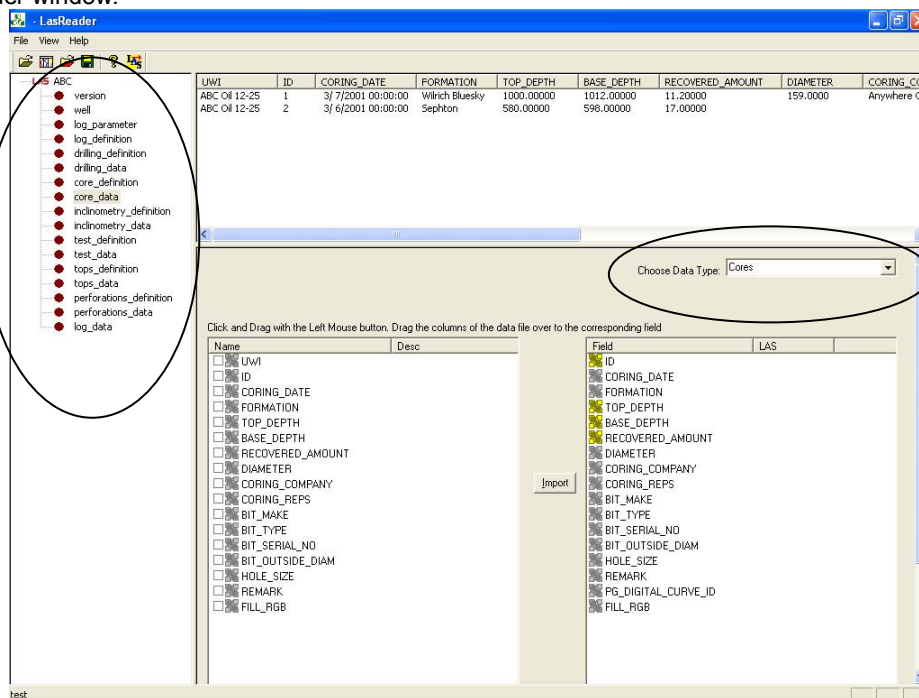 er window.
- LasReader
File View Help
LAS ABC
version
well
log_parameter
log_definition
drilling_definition
drilling_data
core_definition
core_data
inclinometry_definition
inclinometry_data
test_definition
test_data
tops_definition
tops_data
perforations_definition
perforations_data
log_data
UWI ID CORING_DATE FORMATION TOP_DEPTH BASE_DEPTH RECOVERED_AMOUNT DIAMETER CORING_CO
ABC Oil 12-25 1 3/ 7/2001 00:00:00 Wilrich Bluesky 1000.00000 1012.00000 11.20000 159.0000 Anywhere C
ABC Oil 12-25 2 3/ 6/2001 00:00:00 Sephton 580.00000 598.00000 17.00000
Choose Data Type: Cores
Click and Drag with the Left Mouse button. Drag the columns of the data file over to the corresponding field
Name Desc
UWI
ID
CORING_DATE
FORMATION
TOP_DEPTH
BASE_DEPTH
RECOVERED_AMOUNT
DIAMETER
CORING_COMPANY
CORING_REPS
BIT_MAKE
BIT_TYPE
BIT_SERIAL_NO
BIT_OUTSIDE_DIAM
HOLE_SIZE
REMARK
FILL_RGB
Import
Field LAS
ID
CORING_DATE
FORMATION
TOP_DEPTH
BASE_DEPTH
RECOVERED_AMOUNT
DIAMETER
CORING_COMPANY
CORING_REPS
BIT_MAKE
BIT_TYPE
BIT_SERIAL_NO
BIT_OUTSIDE_DIAM
HOLE_SIZE
REMARK
PG_DIGITAL_CURVE_ID
FILL_RGB
test